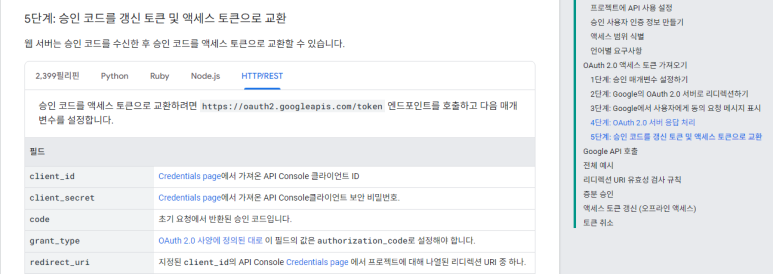 5단계: 승인 코드를 갱신 토큰 및 액세스 토큰으로 교환
웹 서버는 승인 코드를 수신한 후 승인 코드를 액세스 토큰으로 교환할 수 있습니다.
2,399필리핀 Python Ruby Node.js HTTP/REST
승인 코드를 액세스 토큰으로 교환하려면 https://oauth2.googleapis.com/token 엔드포인트를 호출하고 다음 매개
변수를 설정합니다.
필드
client_id Credentials page에서 가져온 API Console 클라이언트 ID
client_secret Credentials page에서 가져온 API Console클라이언트 보안 비밀번호.
code 초기 요청에서 반환된 승인 코드입니다.
grant_type OAuth 2.0 사양에 정의된 대로 이 필드의 값은 authorization_code로 설정해야 합니다.
redirect_uri 지정된 client_id의 API Console Credentials page 에서 프로젝트에 대해 나열된 리디렉션 URI 중 하나.
프로젝트에 API 사용 설정
승인 사용자 인증 정보 만들기
액세스 범위 식별
언어별 요구사항
OAuth 2.0 액세스 토큰 가져오기
1단계: 승인 매개변수 설정하기
2단계: Google의 OAuth 2.0 서버로 리디렉션하기
3단계: Google에서 사용자에게 동의 요청 메시지 표시
4단계: OAuth 2.0 서버 응답 처리
5단계: 승인 코드를 갱신 토큰 및 액세스 토큰으로 교환
Google API 호출
전체 예시
리디렉션 URI 유효성 검사 규칙
증분 승인
액세스 토큰 갱신 (오프라인 액세스)
토큰 취소